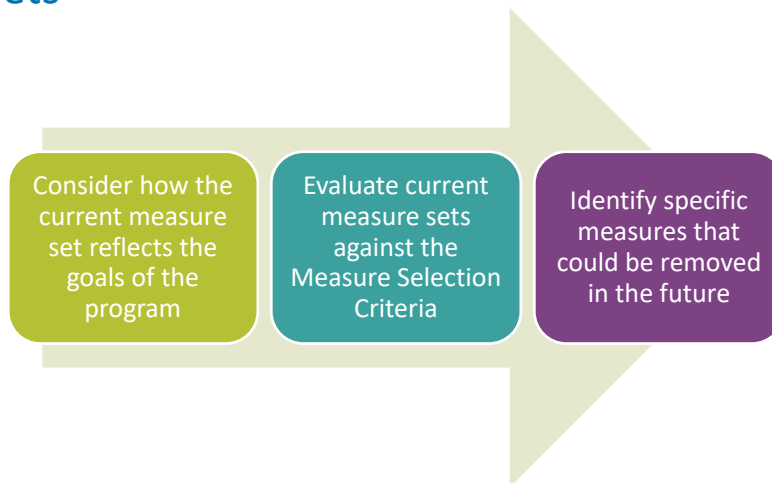 Consider how the
current measure
set reflects the
goals of the
program
Evaluate current
measure sets
against the
Measure Selection
Criteria
Identify specific
measures that
could be removed
in the future